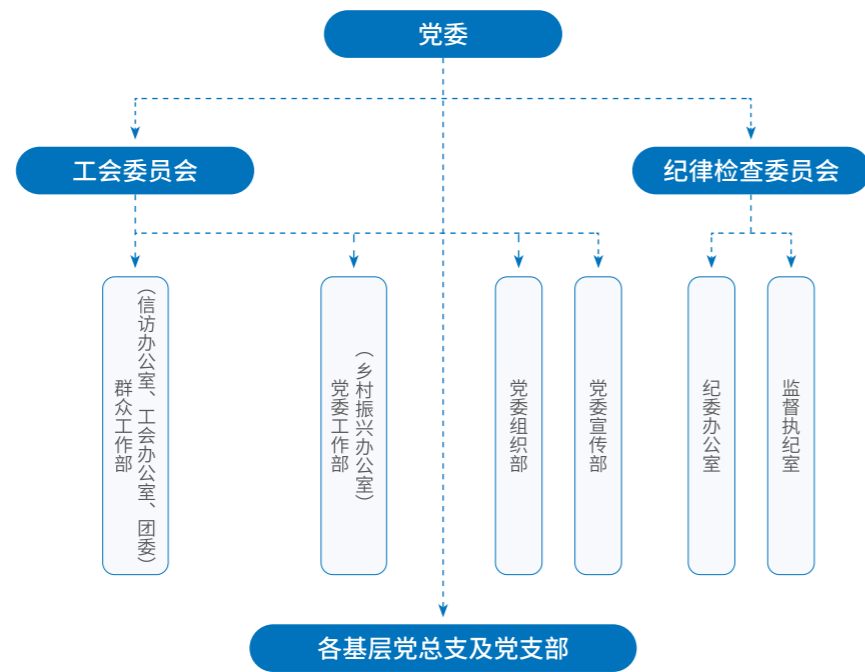 党委
工会委员会
纪律检查委员会
群众工作部
（信访办公室、工会办公室、团委）
党委工作部
（乡村振兴办公室）
党委组织部
党委宣传部
纪委办公室
监督执纪室
各基层党总支及党支部